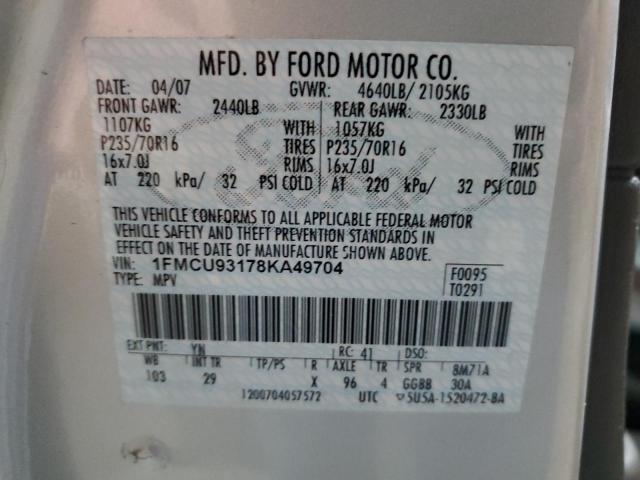 MFD. BY FORD MOTOR CO.
DATE: 04/07 GVWR: 4640LB/ 2105KG
FRONT GAWR: 2440LB REAR GAWR: 2330LB
1107KG WITH 1057KG WITH
P235/70R16 TIRES P235/70R16 TIRES
16x7.0J RIMS 16x7.0J RIMS
AT 220 kPa/ 32 PSI COLD AT 220 kPa/ 32 PSI COLD
THIS VEHICLE CONFORMS TO ALL APPLICABLE FEDERAL MOTOR
VEHICLE SAFETY AND THEFT PREVENTION STANDARDS IN
EFFECT ON THE DATE OF MANUFACTURE SHOWN ABOVE.
VIN: 1FMCU93178KA49704 F0095
TYPE: MPV T0291
EXT PNT: YN RC: 41 DSO:
WB INT TR TP/PS R AXLE TR SPR 8M71A
103 29 X 96 4 GGBB 30A
1200704057572 UTC ▽5U5A-1520472-BA
Ford